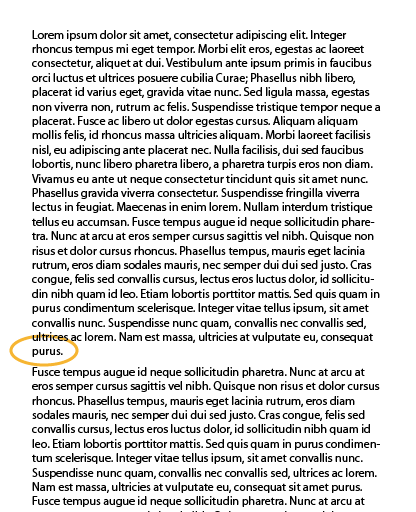 Lorem ipsum dolor sit amet, consectetur adipiscing elit. Integer
rhoncus tempus mi eget tempor. Morbi elit eros, egestas ac laoreet
consectetur, aliquet at dui. Vestibulum ante ipsum primis in faucibus
orci luctus et ultrices posuere cubilia Curae; Phasellus nibh libero,
placerat id varius eget, gravida vitae nunc. Sed ligula massa, egestas
non viverra non, rutrum ac felis. Suspendisse tristique tempor neque a
placerat. Fusce ac libero ut dolor egestas cursus. Aliquam aliquam
mollis felis, id rhoncus massa ultricies aliquam. Morbi laoreet facilisis
nisl, eu adipiscing ante placerat nec. Nulla facilisis, dui sed faucibus
lobortis, nunc libero pharetra libero, a pharetra turpis eros non diam.
Vivamus eu ante ut neque consectetur tincidunt quis sit amet nunc.
Phasellus gravida viverra consectetur. Suspendisse fringilla viverra
lectus in feugiat. Maecenas in enim lorem. Nullam interdum tristique
tellus eu accumsan. Fusce tempus augue id neque sollicitudin phare-
tra. Nunc at arcu at eros semper cursus sagittis vel nibh. Quisque non
risus et dolor cursus rhoncus. Phasellus tempus, mauris eget lacinia
rutrum, eros diam sodales mauris, nec semper dui dui sed justo. Cras
congue, felis sed convallis cursus, lectus eros luctus dolor, id sollicitu-
din nibh quam id leo. Etiam lobortis porttitor mattis. Sed quis quam in
purus condimentum scelerisque. Integer vitae tellus ipsum, sit amet
convallis nunc. Suspendisse nunc quam, convallis nec convallis sed,
ultrices ac lorem. Nam est massa, ultricies at vulputate eu, consequat
purus.
Fusce tempus augue id neque sollicitudin pharetra. Nunc at arcu at
eros semper cursus sagittis vel nibh. Quisque non risus et dolor cursus
rhoncus. Phasellus tempus, mauris eget lacinia rutrum, eros diam
sodales mauris, nec semper dui dui sed justo. Cras congue, felis sed
convallis cursus, lectus eros luctus dolor, id sollicitudin nibh quam id
leo. Etiam lobortis porttitor mattis. Sed quis quam in purus condimen-
tum scelerisque. Integer vitae tellus ipsum, sit amet convallis nunc.
Suspendisse nunc quam, convallis nec convallis sed, ultrices ac lorem.
Nam est massa, ultricies at vulputate eu, consequat sit amet purus.
Fusce tempus augue id neque sollicitudin pharetra. Nunc at arcu at